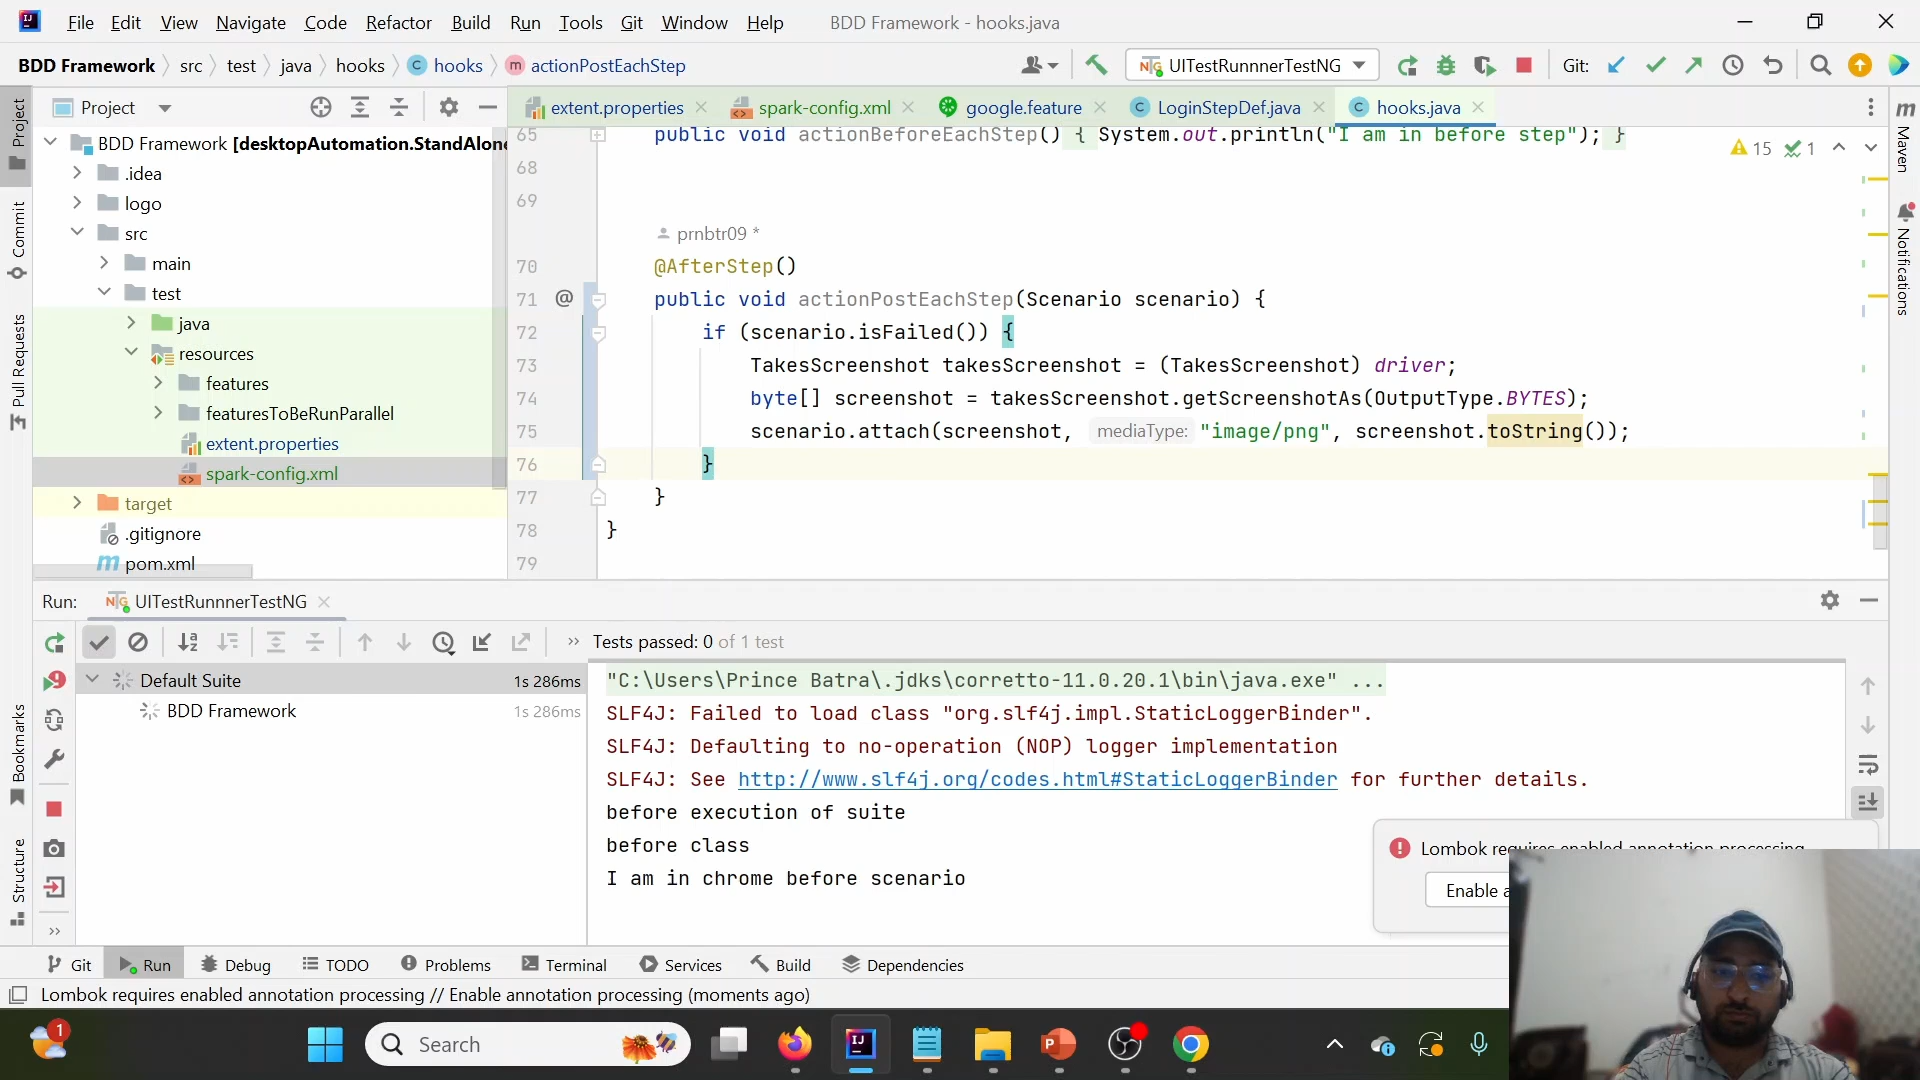 File Edit View Navigate Code Refactor Build Run Tools Git Window Help BDD Framework - hooks.java
BDD Framework src test java hooks hooks actionPostEachStep UITestRunnnerTestNG Git:
Project
extent.properties spark-config.xml google.feature LoginStepDef.java hooks.java
BDD Framework [desktopAutomation.StandAlone
.idea
logo
src
main
test
java
resources
features
featuresToBeRunParallel
extent.properties
spark-config.xml
target
.gitignore
pom.xml
65 public void actionBeforeEachStep() { System.out.println("I am in before step"); }
15 1
68
69
prnbtr09 *
70 @AfterStep()
71 @ public void actionPostEachStep(Scenario scenario) {
72 if (scenario.isFailed()) {
73 TakesScreenshot takesScreenshot = (TakesScreenshot) driver;
74 byte[] screenshot = takesScreenshot.getScreenshotAs(OutputType.BYTES);
75 scenario.attach(screenshot, mediaType: "image/png", screenshot.toString());
76 }
77 }
78 }
79
Project
Commit
Pull Requests
Bookmarks
Structure
Maven
Notifications
Run: UITestRunnnerTestNG
Tests passed: 0 of 1 test
Default Suite 1s 286ms
BDD Framework 1s 286ms
"C:\Users\Prince Batra\.jdks\corretto-11.0.20.1\bin\java.exe" ...
SLF4J: Failed to load class "org.slf4j.impl.StaticLoggerBinder".
SLF4J: Defaulting to no-operation (NOP) logger implementation
SLF4J: See http://www.slf4j.org/codes.html#StaticLoggerBinder for further details.
before execution of suite
before class
I am in chrome before scenario
Lombok requires enabled annotation processing
Enable a
Git Run Debug TODO Problems Terminal Services Build Dependencies
Lombok requires enabled annotation processing // Enable annotation processing (moments ago)
1
Search